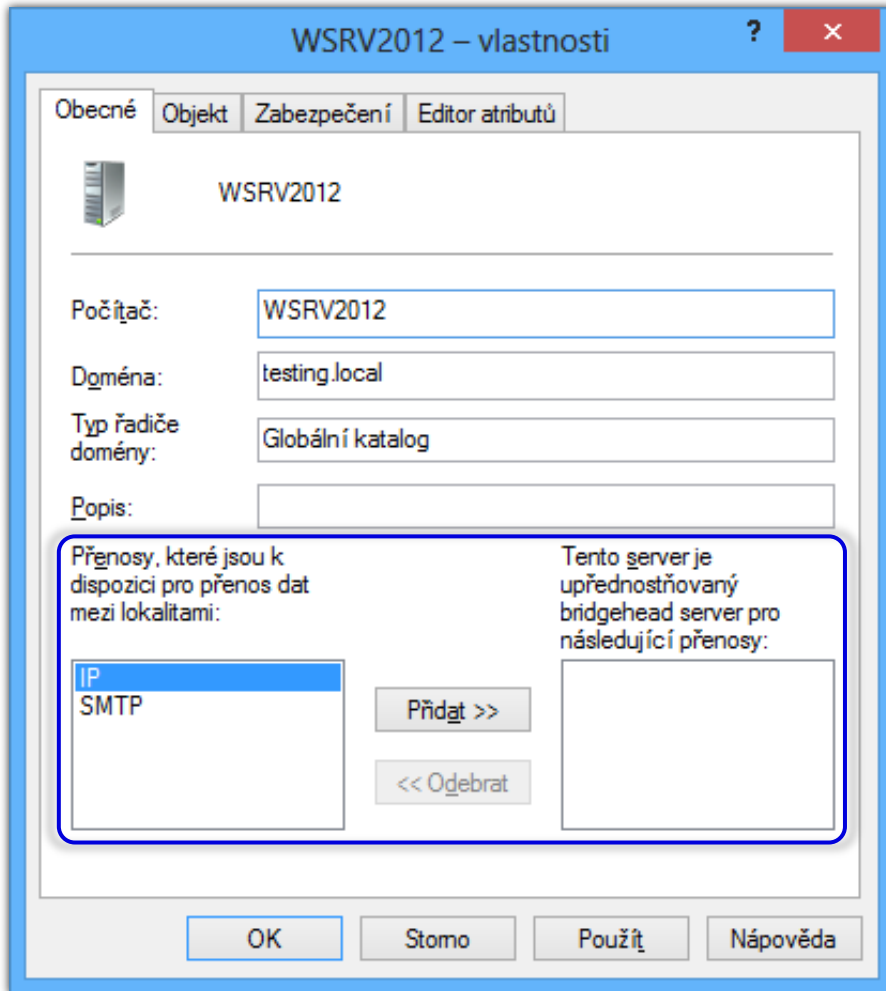 WSRV2012 – vlastnosti
?
Obecné Objekt Zabezpečení Editor atributů
WSRV2012
Počítač: WSRV2012
Doména: testing.local
Typ řadiče
domény: Globální katalog
Popis:
Přenosy, které jsou k
dispozici pro přenos dat
mezi lokalitami:
Tento server je
upřednostňovaný
bridgehead server pro
následující přenosy:
IP
SMTP
Přidat >>
<< Odebrat
OK Storno Použít Nápověda